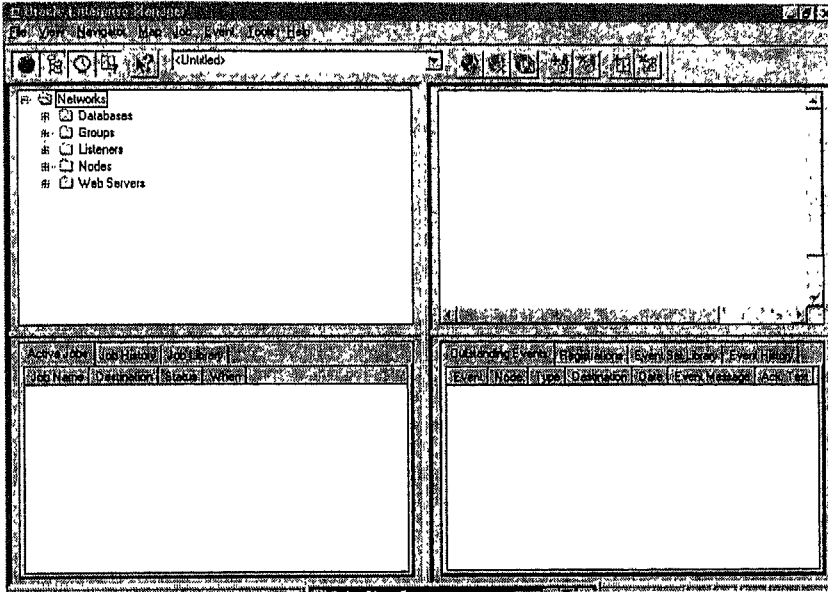 Oracle Enterprise Manager
File View Navigator Map Job Event Tools Help
<Untitled>
Networks
Databases
Groups
Listeners
Nodes
Web Servers
Active Jobs Job History Job Library
Job Name Destination Status When
Outstanding Events Registrations Event Set Library Event History
Event Node Type Destination Date Event Message Ack. Text